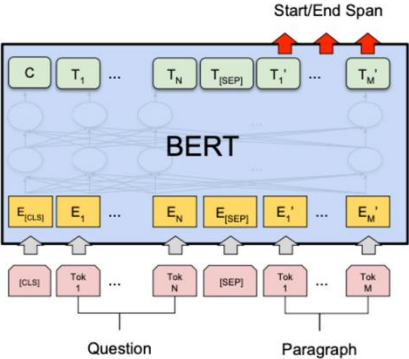 Start/End Span
C T1 ... TN T[SEP] T1' ... TM'
BERT
E[CLS] E1 ... EN E[SEP] E1' ... EM'
[CLS] Tok 1 ... Tok N [SEP] Tok 1 ... Tok M
Question Paragraph